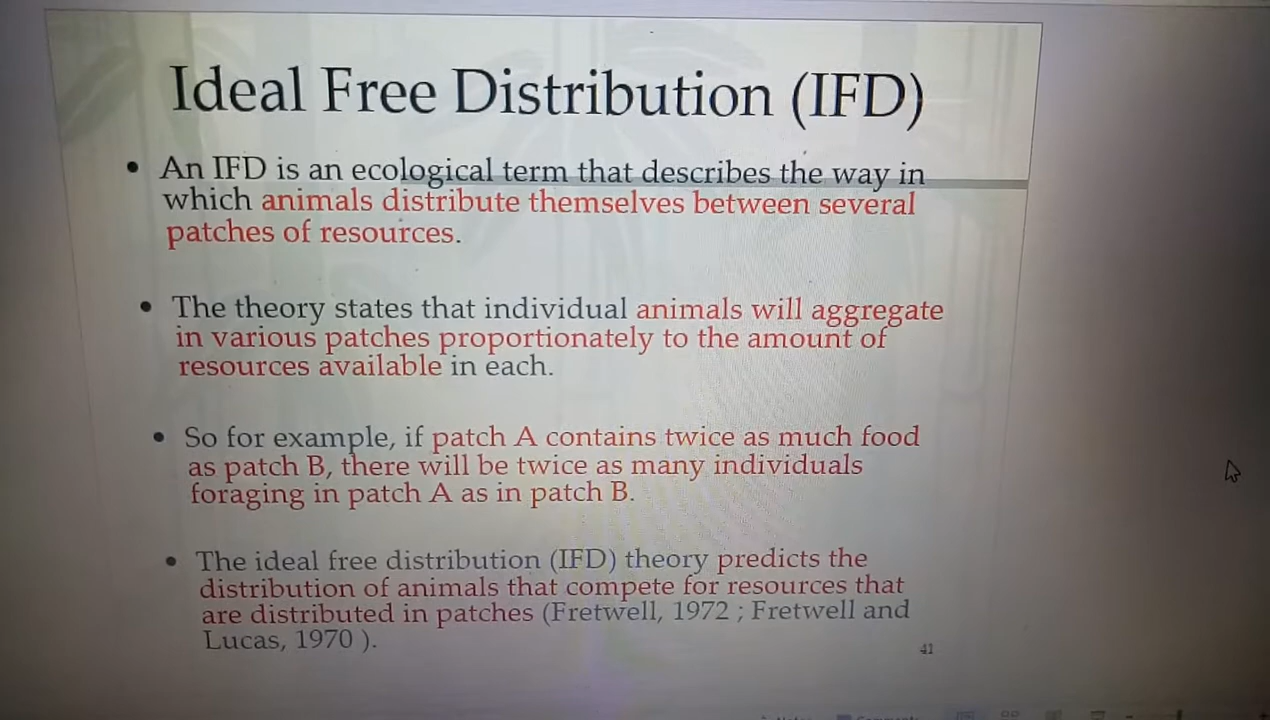 Ideal Free Distribution (IFD)
• An IFD is an ecological term that describes the way in
which animals distribute themselves between several
patches of resources.
• The theory states that individual animals will aggregate
in various patches proportionately to the amount of
resources available in each.
• So for example, if patch A contains twice as much food
as patch B, there will be twice as many individuals
foraging in patch A as in patch B.
• The ideal free distribution (IFD) theory predicts the
distribution of animals that compete for resources that
are distributed in patches (Fretwell, 1972 ; Fretwell and
Lucas, 1970 ).
41